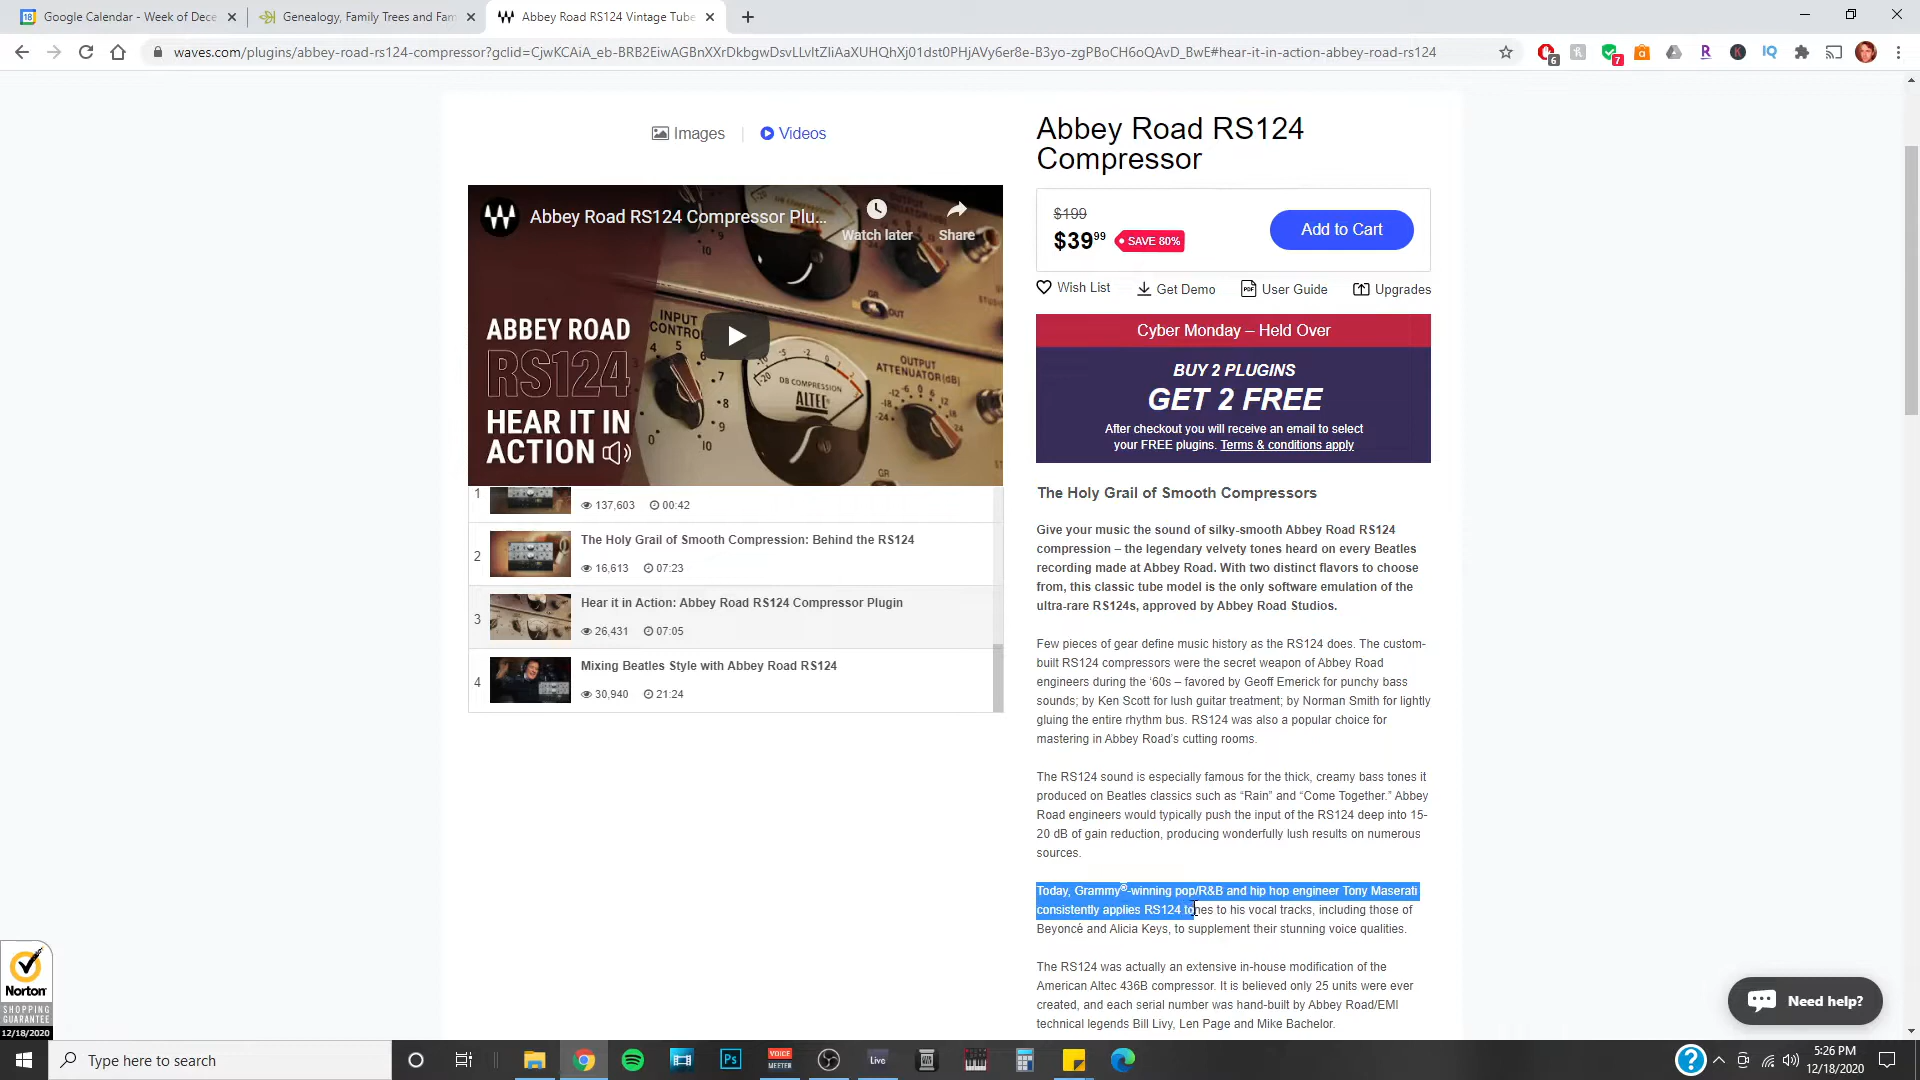 Google Calendar - Week of Dece
Genealogy, Family Trees and Fam
Abbey Road RS124 Vintage Tube
waves.com/plugins/abbey-road-rs124-compressor?gclid=CjwKCAiA_eb-BRB2EiwAGBnXXrDkbgwDsvLLvItZIiAaXUHQhXj01dst0PHjAVy6er8e-B3yo-zgPBoCH6oQAvD_BwE#hear-it-in-action-abbey-road-rs124
Images
Videos
Abbey Road RS124 Compressor Plu...
Watch later
Share
ABBEY ROAD
RS124
HEAR IT IN
ACTION
INPUT
CONTROL
OUTPUT
ATTENUATOR (dB)
DB COMPRESSION
ALTEC
1
137,603 00:42
2
The Holy Grail of Smooth Compression: Behind the RS124
16,613 07:23
3
Hear it in Action: Abbey Road RS124 Compressor Plugin
26,431 07:05
4
Mixing Beatles Style with Abbey Road RS124
30,940 21:24
Abbey Road RS124
Compressor
$199
$39.99 SAVE 80%
Add to Cart
Wish List
Get Demo
User Guide
Upgrades
Cyber Monday – Held Over
BUY 2 PLUGINS
GET 2 FREE
After checkout you will receive an email to select
your FREE plugins. Terms & conditions apply
The Holy Grail of Smooth Compressors
Give your music the sound of silky-smooth Abbey Road RS124
compression – the legendary velvety tones heard on every Beatles
recording made at Abbey Road. With two distinct flavors to choose
from, this classic tube model is the only software emulation of the
ultra-rare RS124s, approved by Abbey Road Studios.
Few pieces of gear define music history as the RS124 does. The custom-
built RS124 compressors were the secret weapon of Abbey Road
engineers during the ‘60s – favored by Geoff Emerick for punchy bass
sounds; by Ken Scott for lush guitar treatment; by Norman Smith for lightly
gluing the entire rhythm bus. RS124 was also a popular choice for
mastering in Abbey Road’s cutting rooms.
The RS124 sound is especially famous for the thick, creamy bass tones it
produced on Beatles classics such as “Rain” and “Come Together.” Abbey
Road engineers would typically push the input of the RS124 deep into 15-
20 dB of gain reduction, producing wonderfully lush results on numerous
sources.
Today, Grammy®-winning pop/R&B and hip hop engineer Tony Maserati
consistently applies RS124 tones to his vocal tracks, including those of
Beyoncé and Alicia Keys, to supplement their stunning voice qualities.
The RS124 was actually an extensive in-house modification of the
American Altec 436B compressor. It is believed only 25 units were ever
created, and each serial number was hand-built by Abbey Road/EMI
technical legends Bill Livy, Len Page and Mike Bachelor.
Norton
SHOPPING
GUARANTEE
12/18/2020
Need help?
Type here to search
5:26 PM
12/18/2020